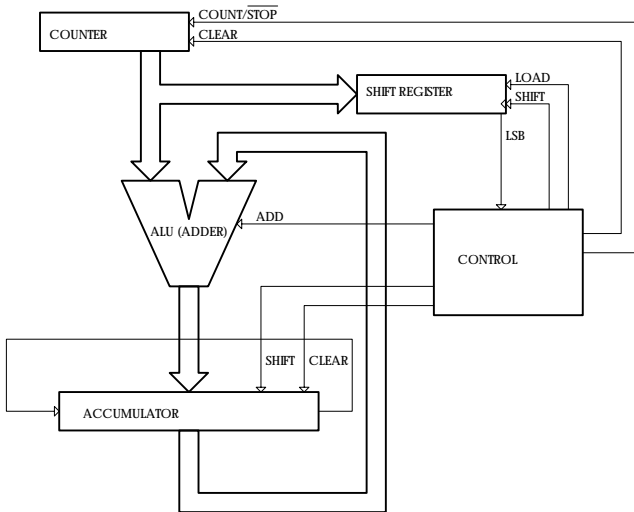 COUNT/STOP
COUNTER
CLEAR
SHIFT REGISTER
LOAD
SHIFT
LSB
ALU (ADDER)
ADD
CONTROL
SHIFT
CLEAR
ACCUMULATOR